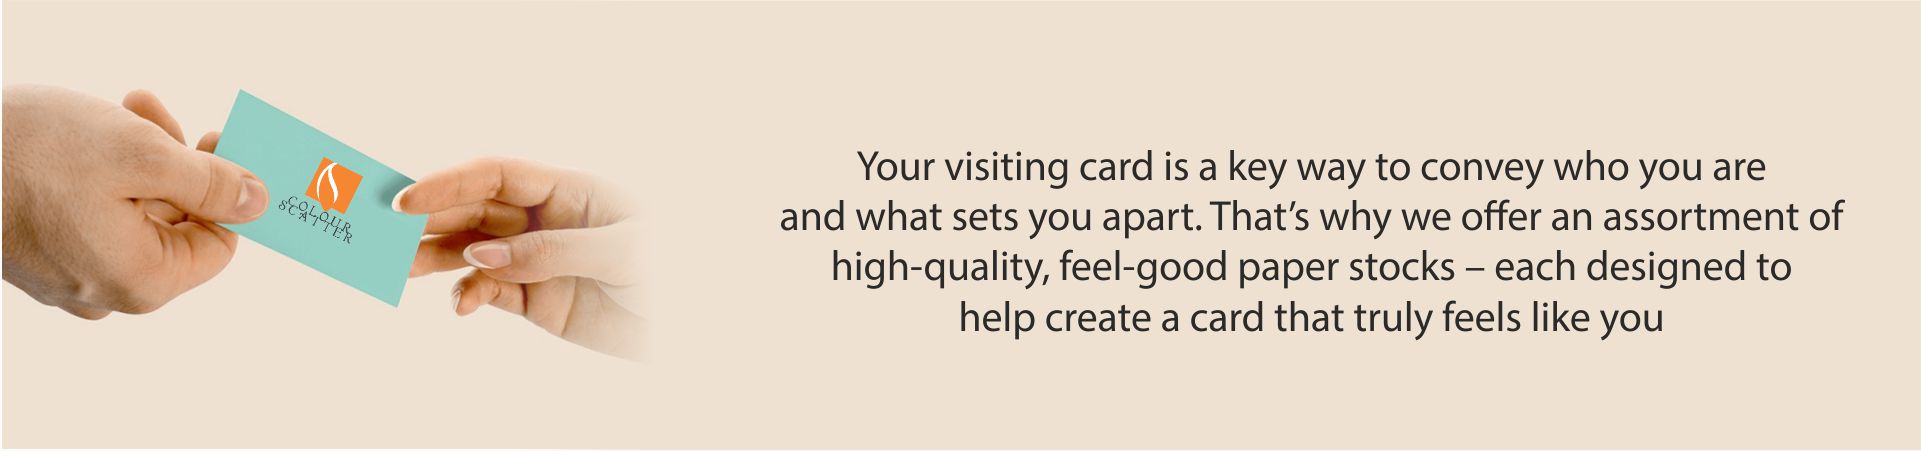 COLOUR
SCATTER
Your visiting card is a key way to convey who you are
and what sets you apart. That’s why we offer an assortment of
high-quality, feel-good paper stocks – each designed to
help create a card that truly feels like you